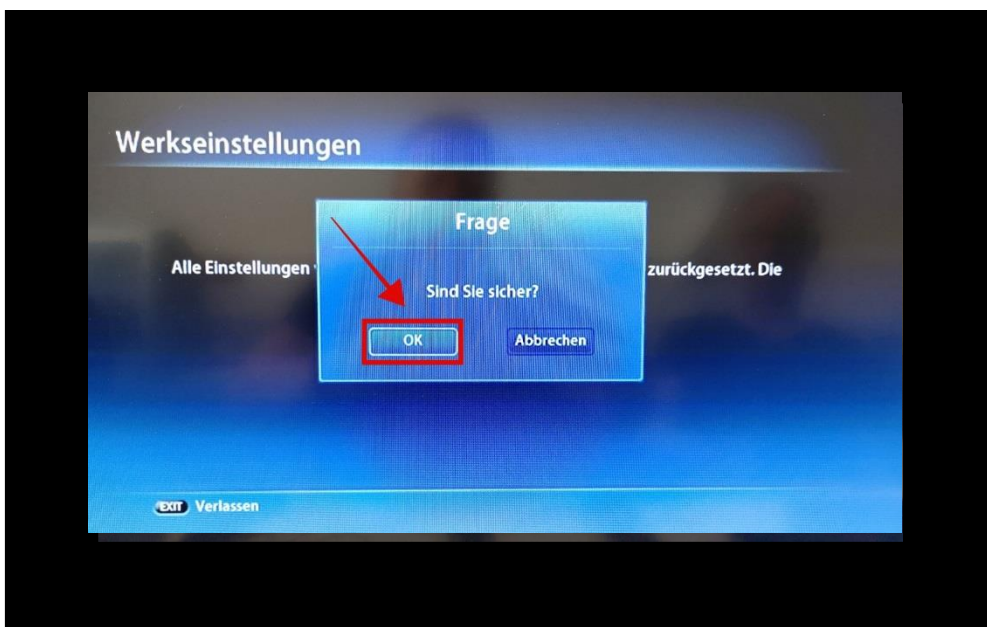 Werkseinstellungen
Frage
Alle Einstellungen
zurückgesetzt. Die
Sind Sie sicher?
OK
Abbrechen
EXIT Verlassen